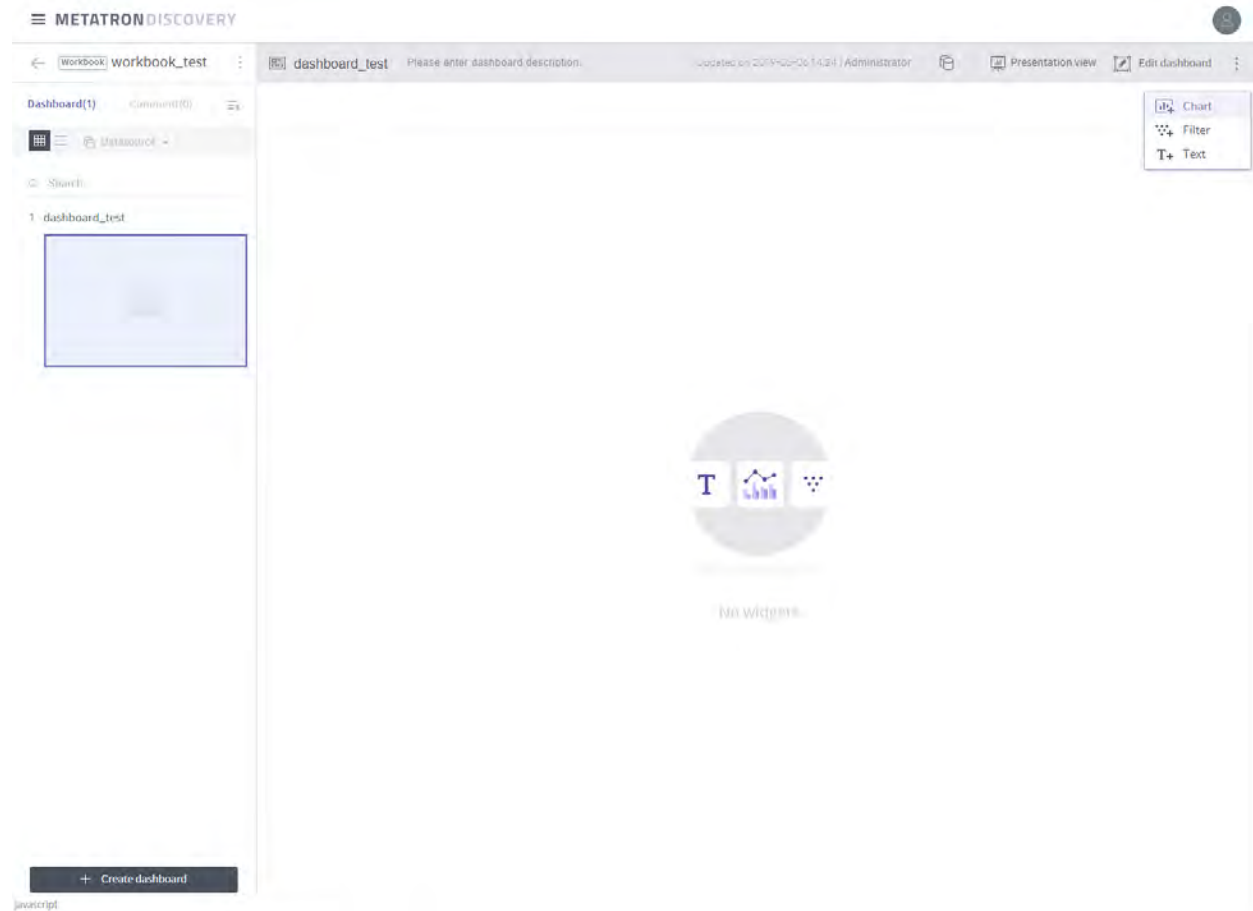 METATRON DISCOVERY
Workbook workbook_test
dashboard_test Please enter dashboard description. Administrator Presentation view Edit dashboard
Dashboard(1) Comment(0)
Datasource
Search
1 dashboard_test
Chart
Filter
T+ Text
T
No widgets
+ Create dashboard
javascript